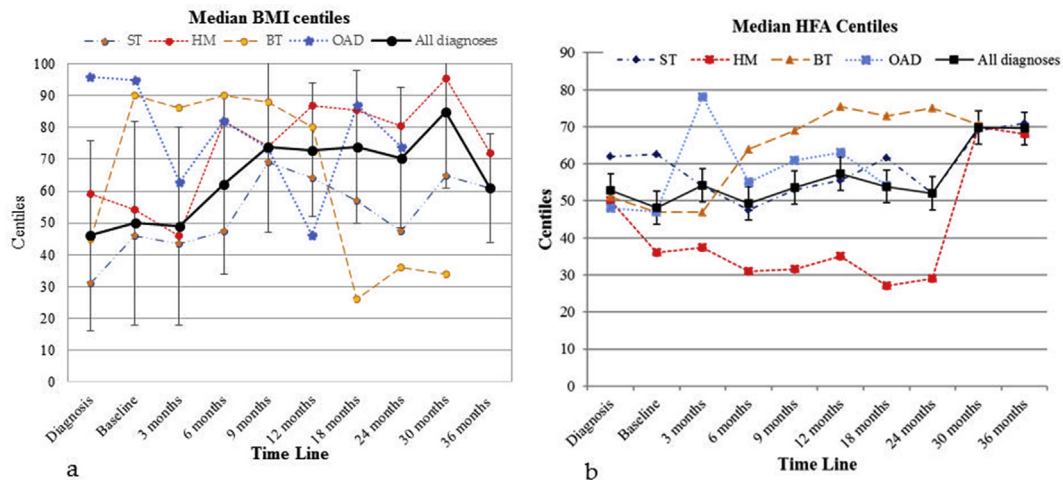 Median BMI centiles
ST HM BT OAD All diagnoses
100
90
80
70
60
50
40
30
20
10
0
Centiles
Diagnosis
Baseline
3 months
6 months
9 months
12 months
18 months
24 months
30 months
36 months
Time Line
a
Median HFA Centiles
ST HM BT OAD All diagnoses
90
80
70
60
50
40
30
20
10
0
Centiles
Diagnosis
Baseline
3 months
6 months
9 months
12 months
18 months
24 months
30 months
36 months
Time Line
b